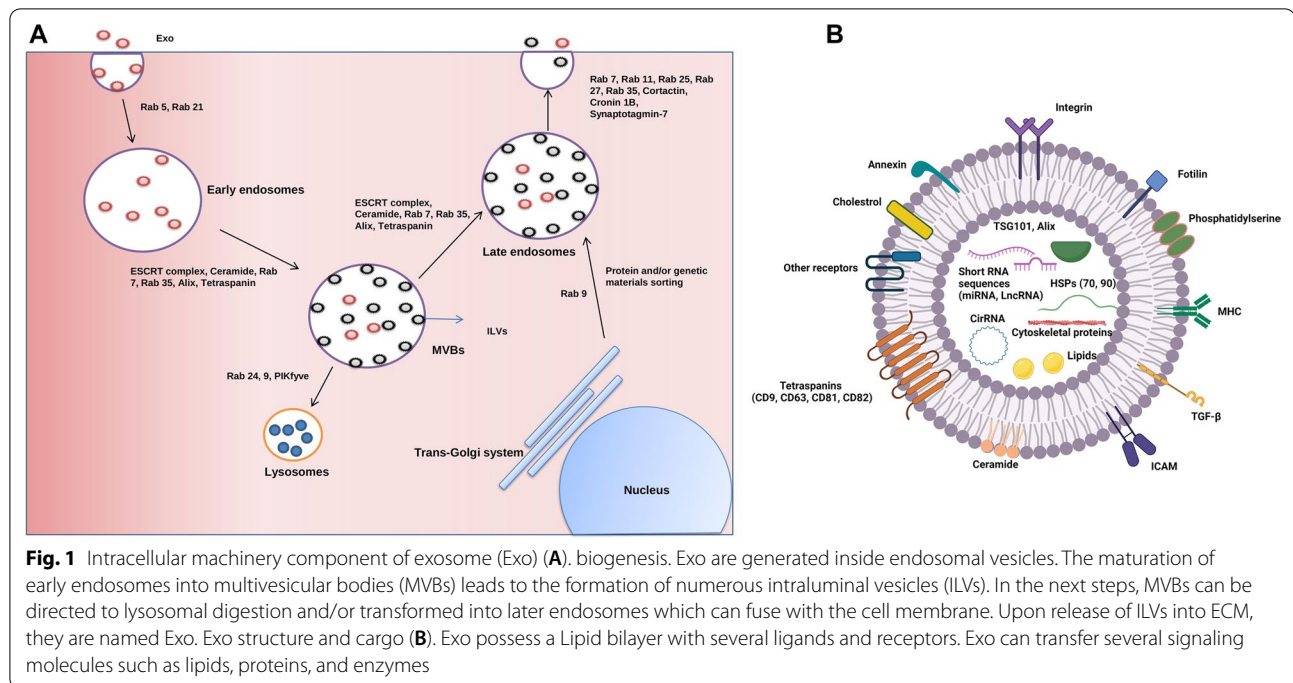 A
Exo
Rab 5, Rab 21
Early endosomes
ESCRT complex, Ceramide, Rab
7, Rab 35, Alix, Tetraspanin
Rab 24, 9, PIKfyve
Lysosomes
MVBs
ILVs
ESCRT complex,
Ceramide, Rab 7, Rab 35,
Alix, Tetraspanin
Late endosomes
Rab 7, Rab 11, Rab 25, Rab
27, Rab 35, Cortactin,
Cronin 1B,
Synaptotagmin-7
Protein and/or genetic
materials sorting
Rab 9
Trans-Golgi system
Nucleus
B
Integrin
Annexin
Fotilin
Cholestrol
Phosphatidylserine
TSG101, Alix
Other receptors
Short RNA
sequences
(miRNA, LncRNA)
HSPs (70, 90)
MHC
CirRNA
Cytoskeletal proteins
Lipids
Tetraspanins
(CD9, CD63, CD81, CD82)
TGF-β
Ceramide
ICAM
Fig. 1 Intracellular machinery component of exosome (Exo) (A). biogenesis. Exo are generated inside endosomal vesicles. The maturation of
early endosomes into multivesicular bodies (MVBs) leads to the formation of numerous intraluminal vesicles (ILVs). In the next steps, MVBs can be
directed to lysosomal digestion and/or transformed into later endosomes which can fuse with the cell membrane. Upon release of ILVs into ECM,
they are named Exo. Exo structure and cargo (B). Exo possess a Lipid bilayer with several ligands and receptors. Exo can transfer several signaling
molecules such as lipids, proteins, and enzymes